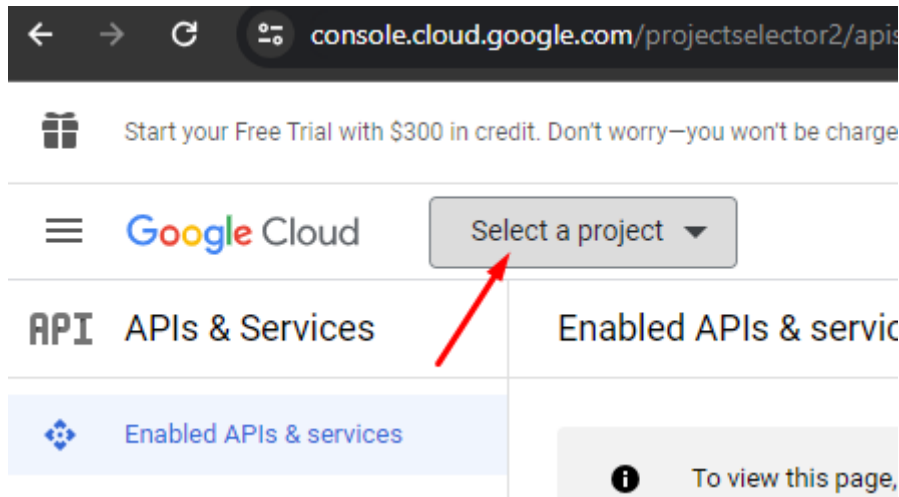 console.cloud.google.com/projectselector2/apis
Start your Free Trial with $300 in credit. Don't worry—you won't be charge
Google Cloud
Select a project
API APIs & Services
Enabled APIs & servic
Enabled APIs & services
To view this page,